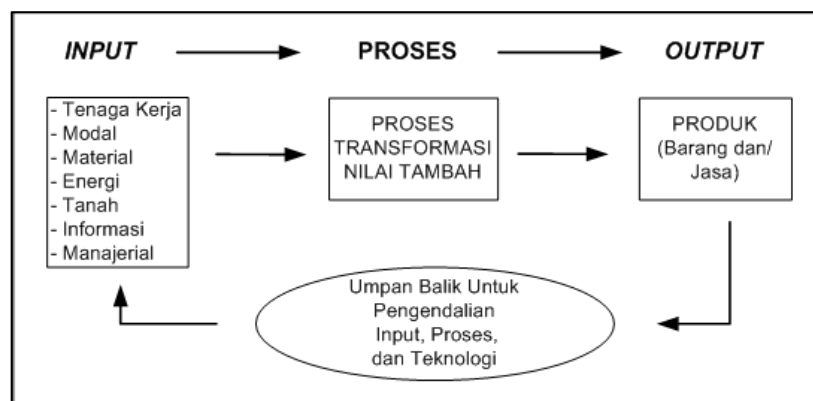 INPUT
PROSES
OUTPUT
- Tenaga Kerja
- Modal
- Material
- Energi
- Tanah
- Informasi
- Manajerial
PROSES
TRANSFORMASI
NILAI TAMBAH
PRODUK
(Barang dan/
Jasa)
Umpan Balik Untuk
Pengendalian
Input, Proses,
dan Teknologi